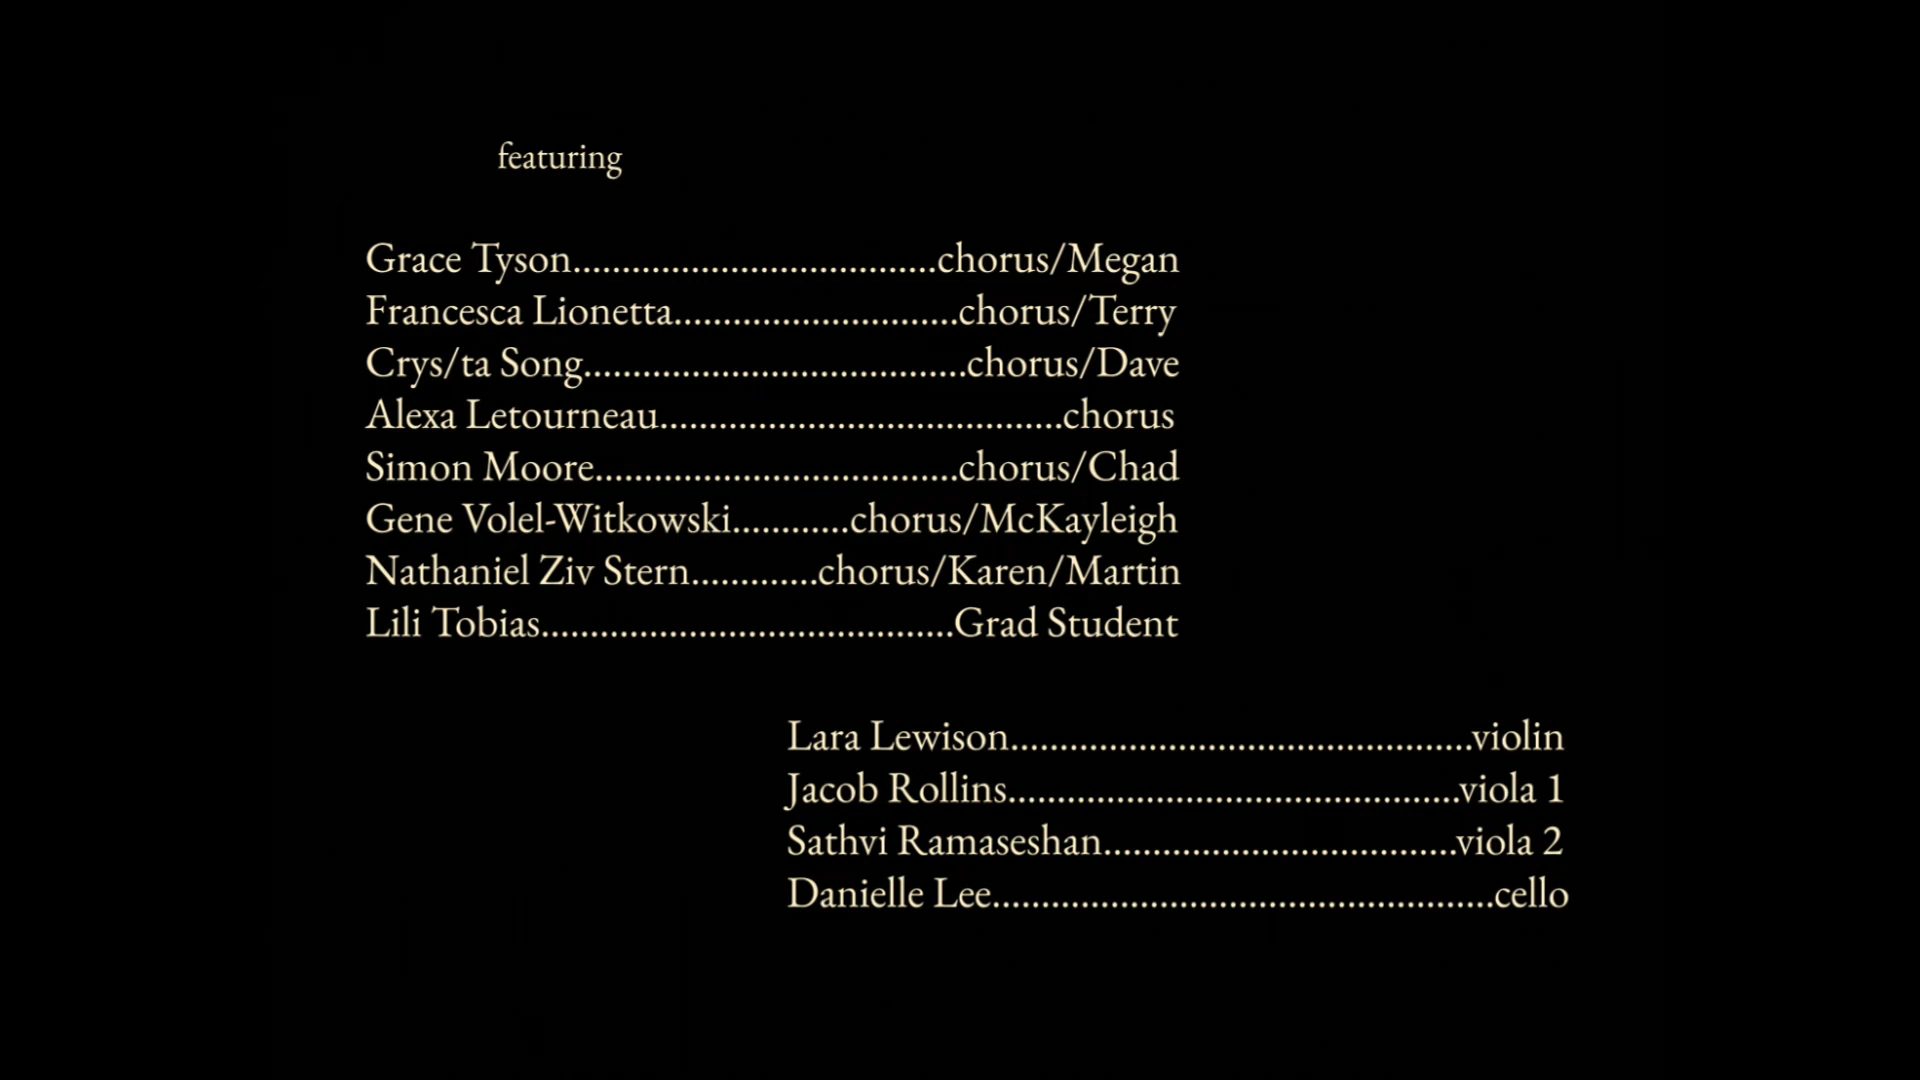 featuring
Grace Tyson.....................................chorus/Megan
Francesca Lionetta.............................chorus/Terry
Crys/ta Song.......................................chorus/Dave
Alexa Letourneau.........................................chorus
Simon Moore.....................................chorus/Chad
Gene Volel-Witkowski............chorus/McKayleigh
Nathaniel Ziv Stern.............chorus/Karen/Martin
Lili Tobias..........................................Grad Student
Lara Lewison...............................................violin
Jacob Rollins..............................................viola 1
Sathvi Ramaseshan....................................viola 2
Danielle Lee...................................................cello